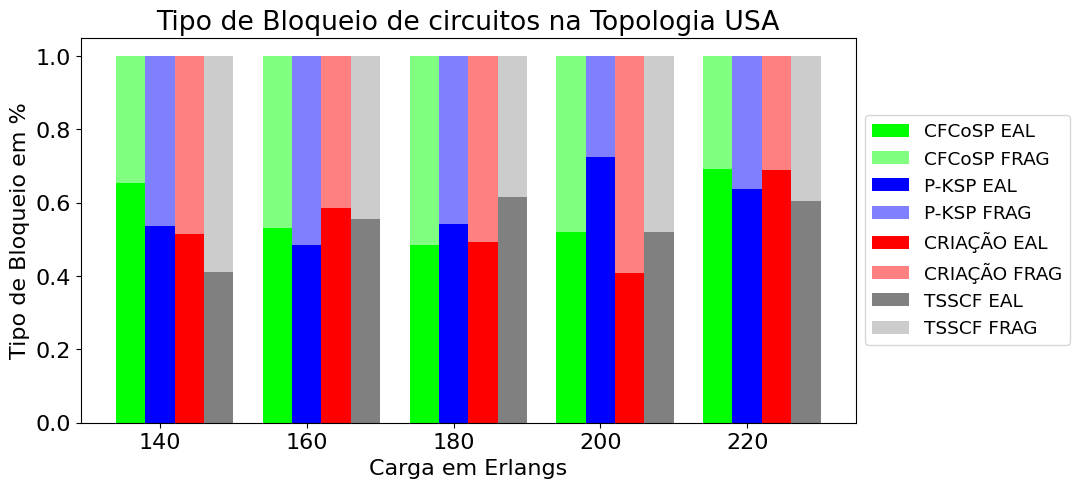 Tipo de Bloqueio de circuitos na Topologia USA
Tipo de Bloqueio em %
1.0
0.8
0.6
0.4
0.2
0.0
140 160 180 200 220
Carga em Erlangs
CFCoSP EAL
CFCoSP FRAG
P-KSP EAL
P-KSP FRAG
CRIAÇÃO EAL
CRIAÇÃO FRAG
TSSCF EAL
TSSCF FRAG